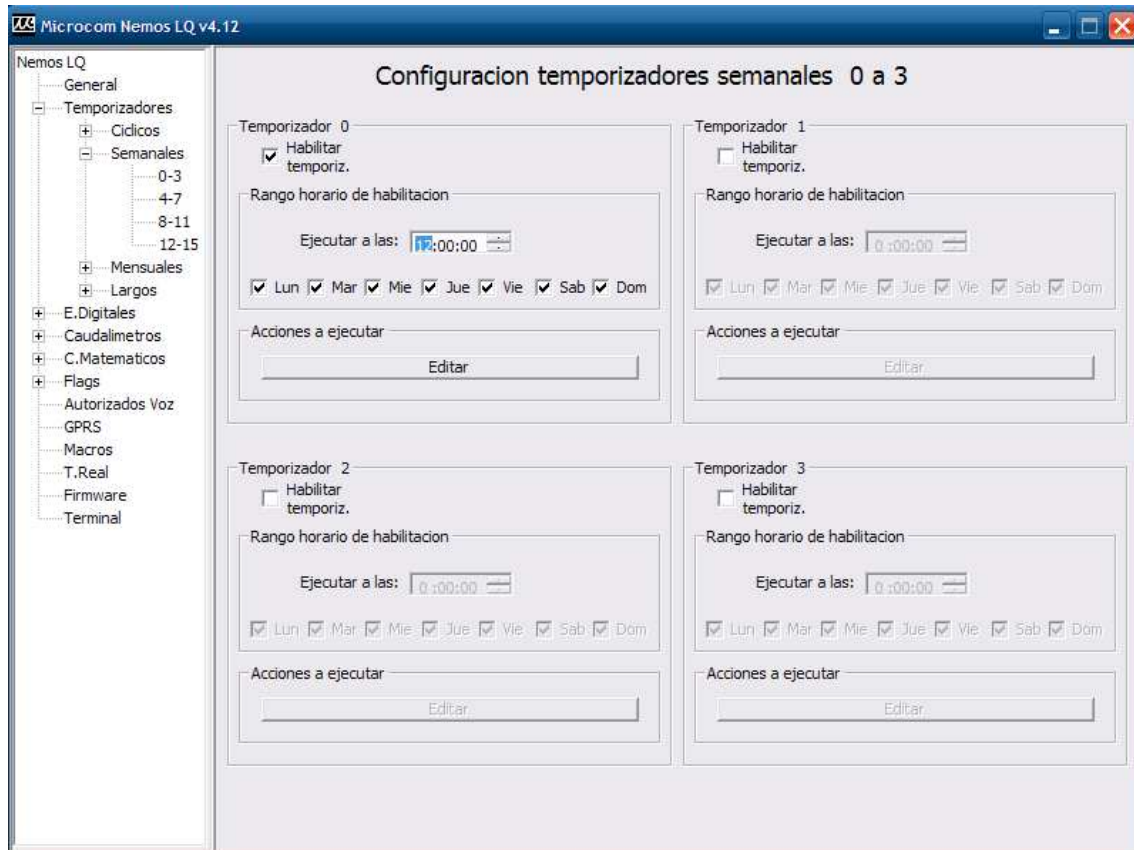 Microcom Nemos LQ v4.12
Nemos LQ
General
Temporizadores
Ciclicos
Semanales
0-3
4-7
8-11
12-15
Mensuales
Largos
E.Digitales
Caudalimetros
C.Matematicos
Flags
Autorizados Voz
GPRS
Macros
T.Real
Firmware
Terminal
Configuracion temporizadores semanales 0 a 3
Temporizador 0
Habilitar
temporiz.
Rango horario de habilitacion
Ejecutar a las: 12:00:00
Lun Mar Mie Jue Vie Sab Dom
Acciones a ejecutar
Editar
Temporizador 1
Habilitar
temporiz.
Rango horario de habilitacion
Ejecutar a las: 0 :00:00
Lun Mar Mie Jue Vie Sab Dom
Acciones a ejecutar
Editar
Temporizador 2
Habilitar
temporiz.
Rango horario de habilitacion
Ejecutar a las: 0 :00:00
Lun Mar Mie Jue Vie Sab Dom
Acciones a ejecutar
Editar
Temporizador 3
Habilitar
temporiz.
Rango horario de habilitacion
Ejecutar a las: 0 :00:00
Lun Mar Mie Jue Vie Sab Dom
Acciones a ejecutar
Editar